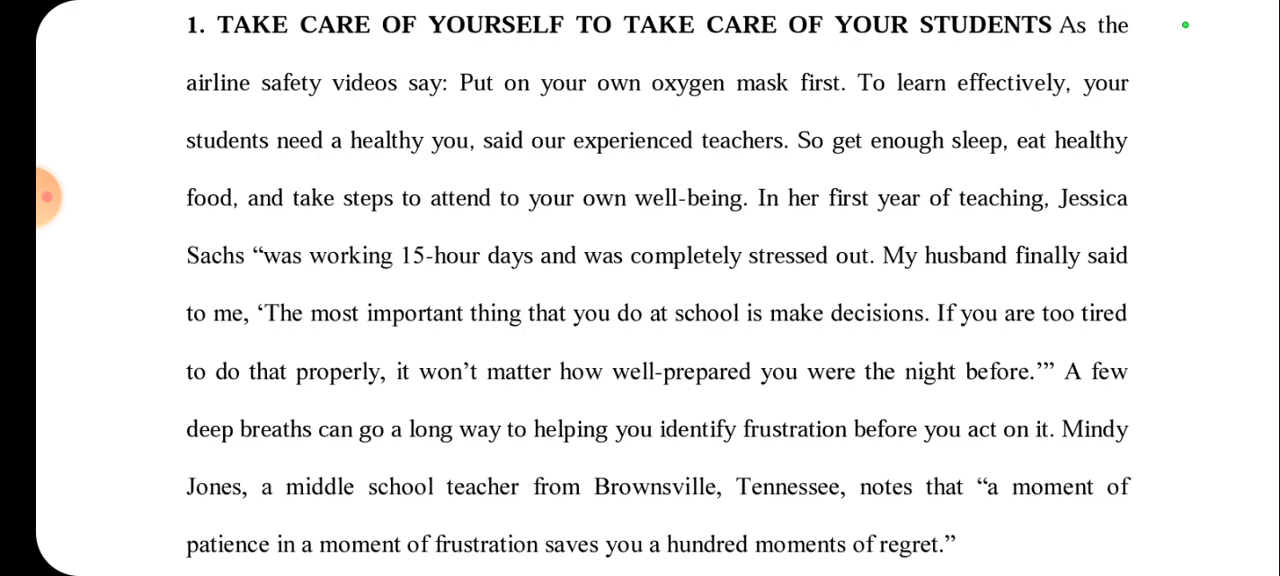 1. TAKE CARE OF YOURSELF TO TAKE CARE OF YOUR STUDENTS As the
airline safety videos say: Put on your own oxygen mask first. To learn effectively, your
students need a healthy you, said our experienced teachers. So get enough sleep, eat healthy
food, and take steps to attend to your own well-being. In her first year of teaching, Jessica
Sachs “was working 15-hour days and was completely stressed out. My husband finally said
to me, ‘The most important thing that you do at school is make decisions. If you are too tired
to do that properly, it won’t matter how well-prepared you were the night before.’” A few
deep breaths can go a long way to helping you identify frustration before you act on it. Mindy
Jones, a middle school teacher from Brownsville, Tennessee, notes that “a moment of
patience in a moment of frustration saves you a hundred moments of regret.”